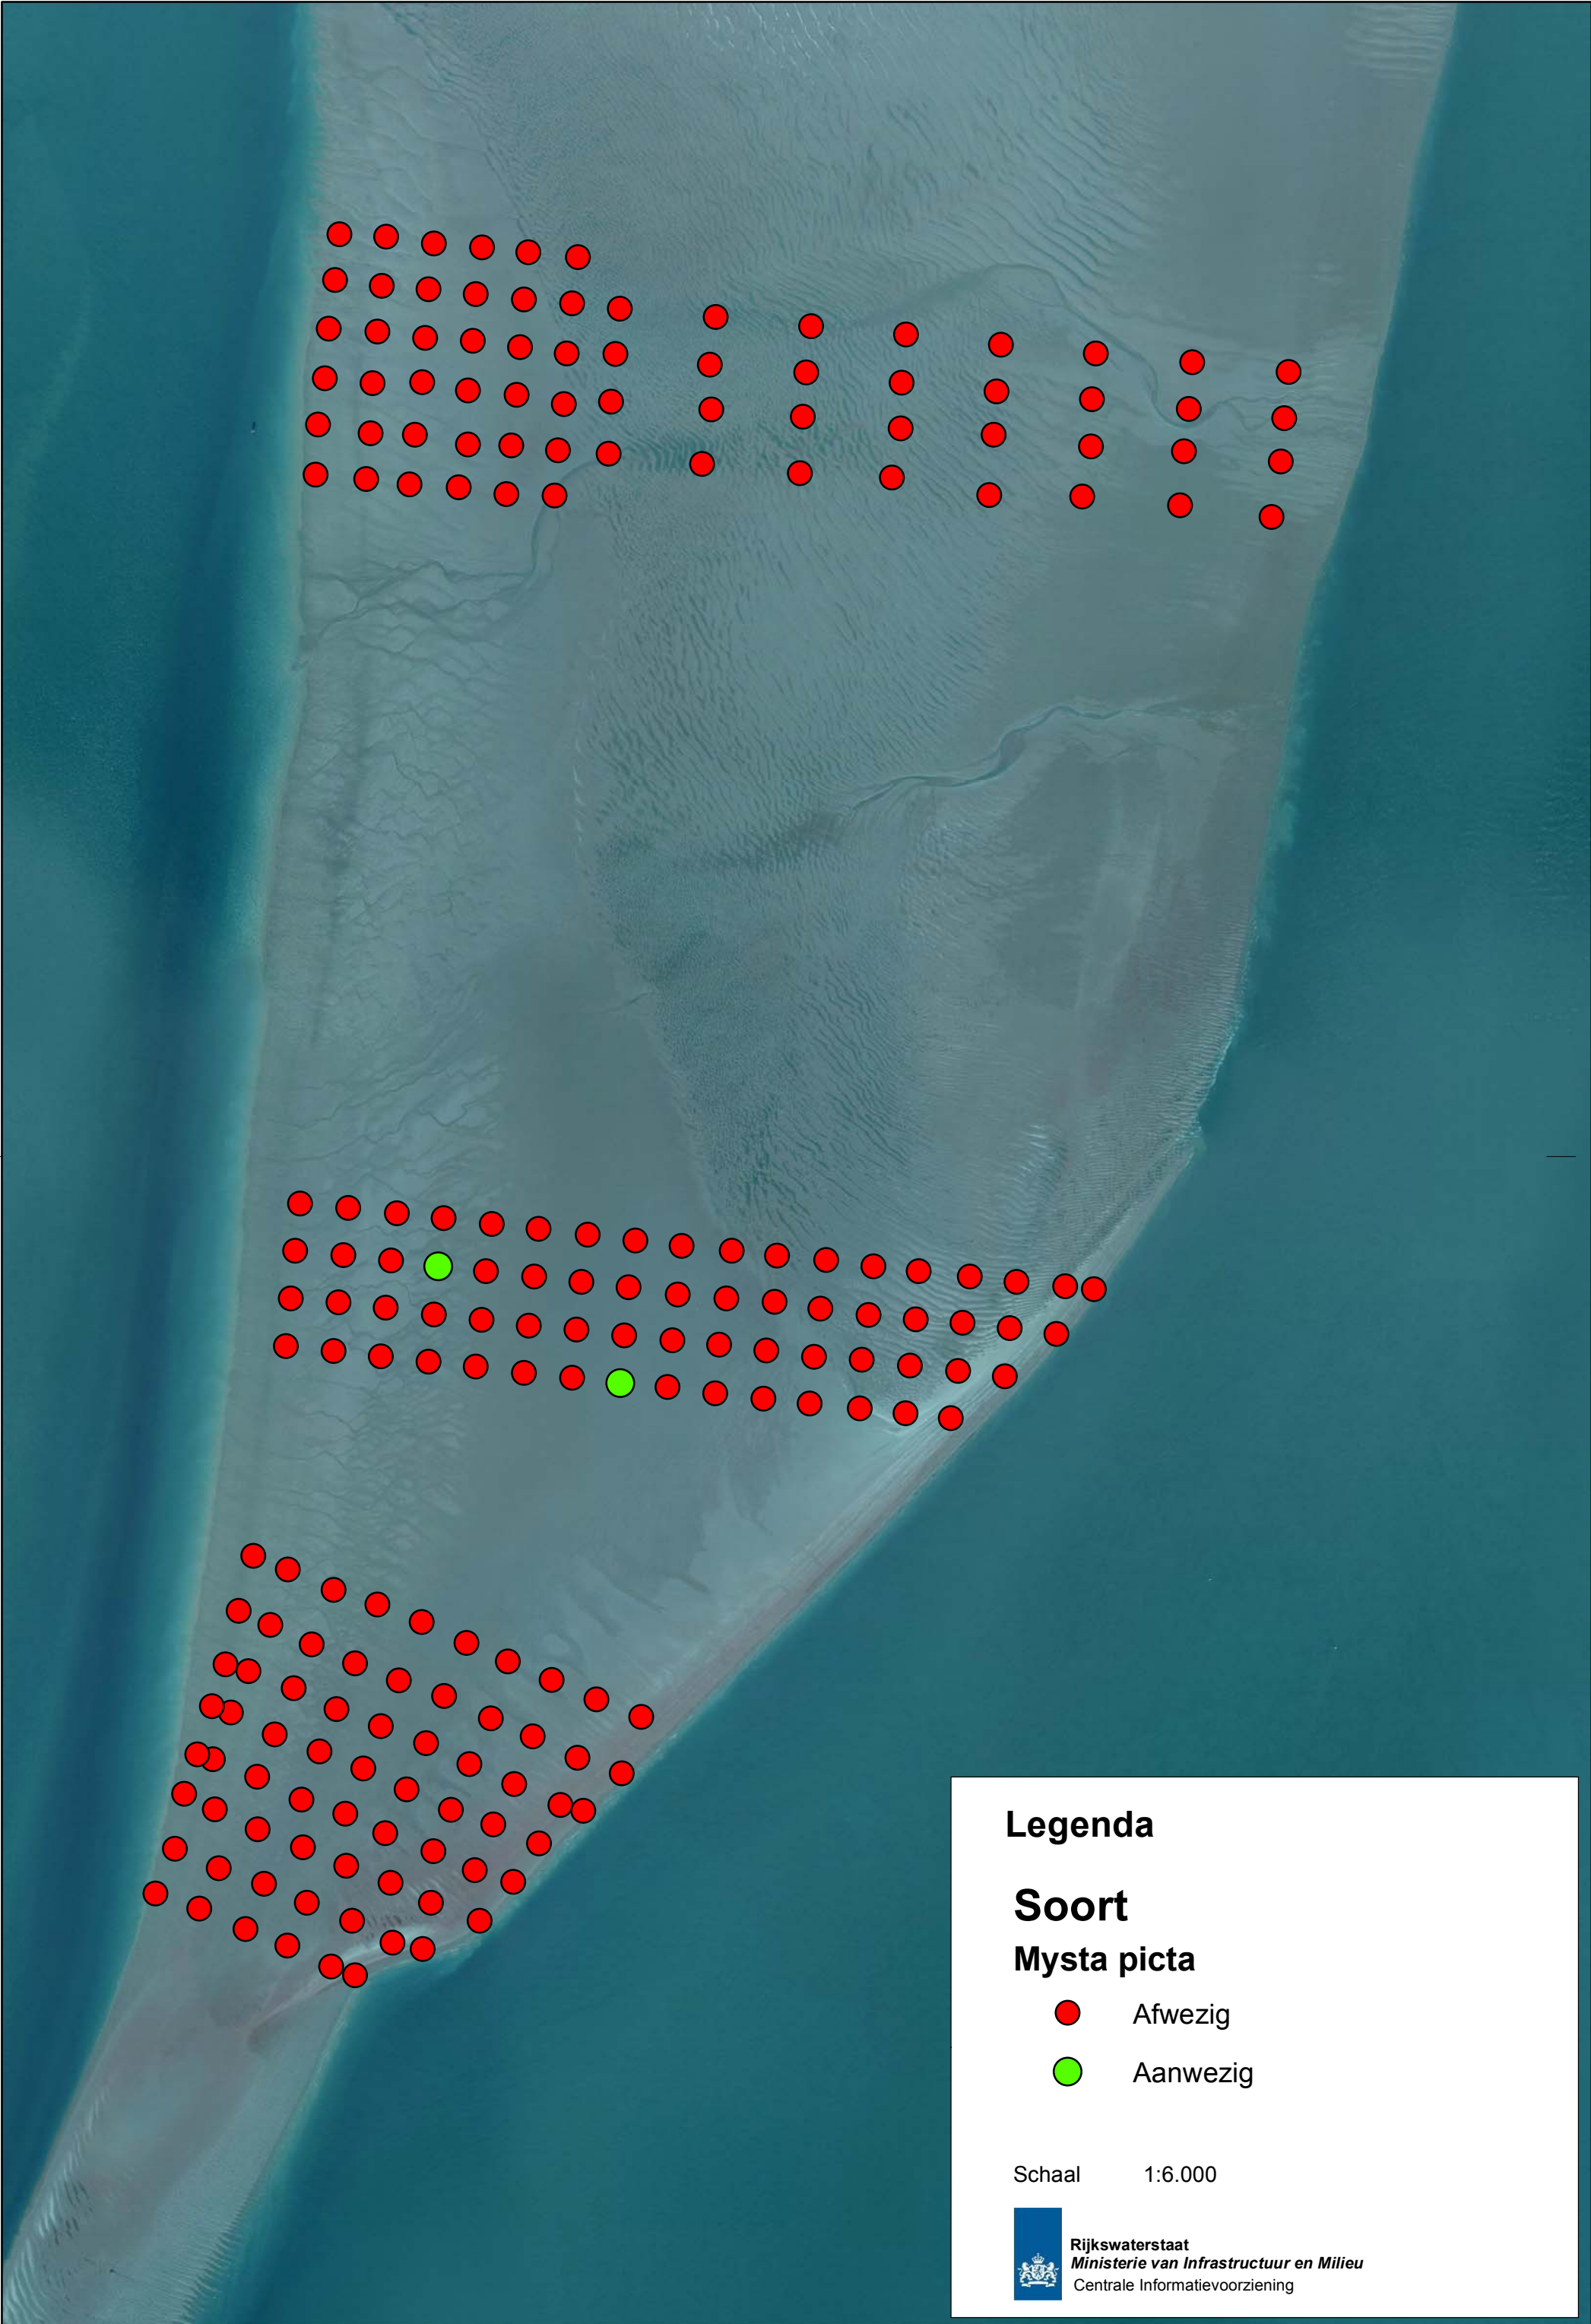 Legenda
Soort
Mysta picta
Afwezig
Aanwezig
Schaal 1:6.000
Rijkswaterstaat
Ministerie van Infrastructuur en Milieu
Centrale Informatievoorziening